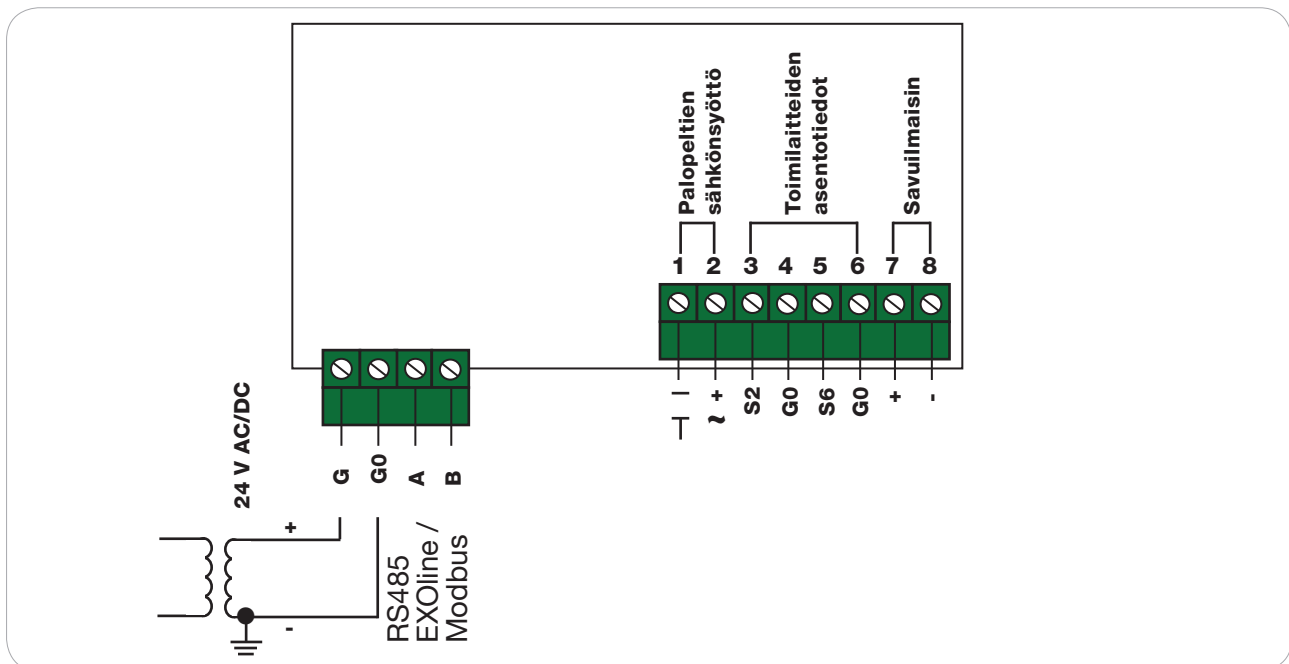 Palopeltien
sähkönsyöttö
Toimilaitteiden
asentotiedot
Savuilmaisin
1 2 3 4 5 6 7 8
~ +
S2
G0
S6
G0
+
-
24 V AC/DC
G
G0
A
B
+
-
RS485
EXOline /
Modbus